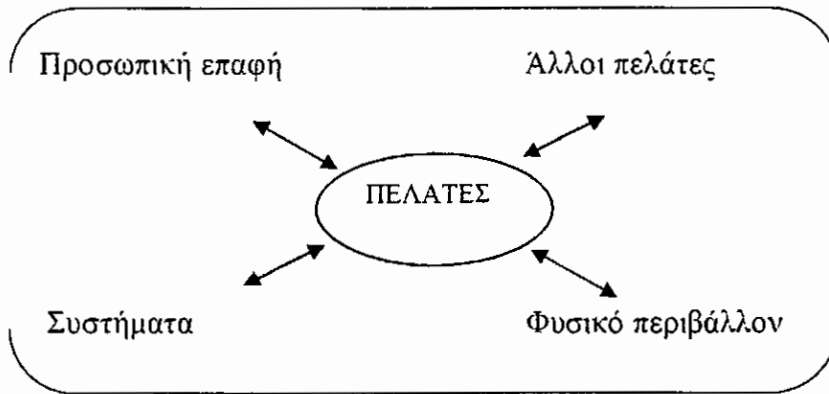 Προσωπική επαφή
Άλλοι πελάτες
ΠΕΛΑΤΕΣ
Συστήματα
Φυσικό περιβάλλον